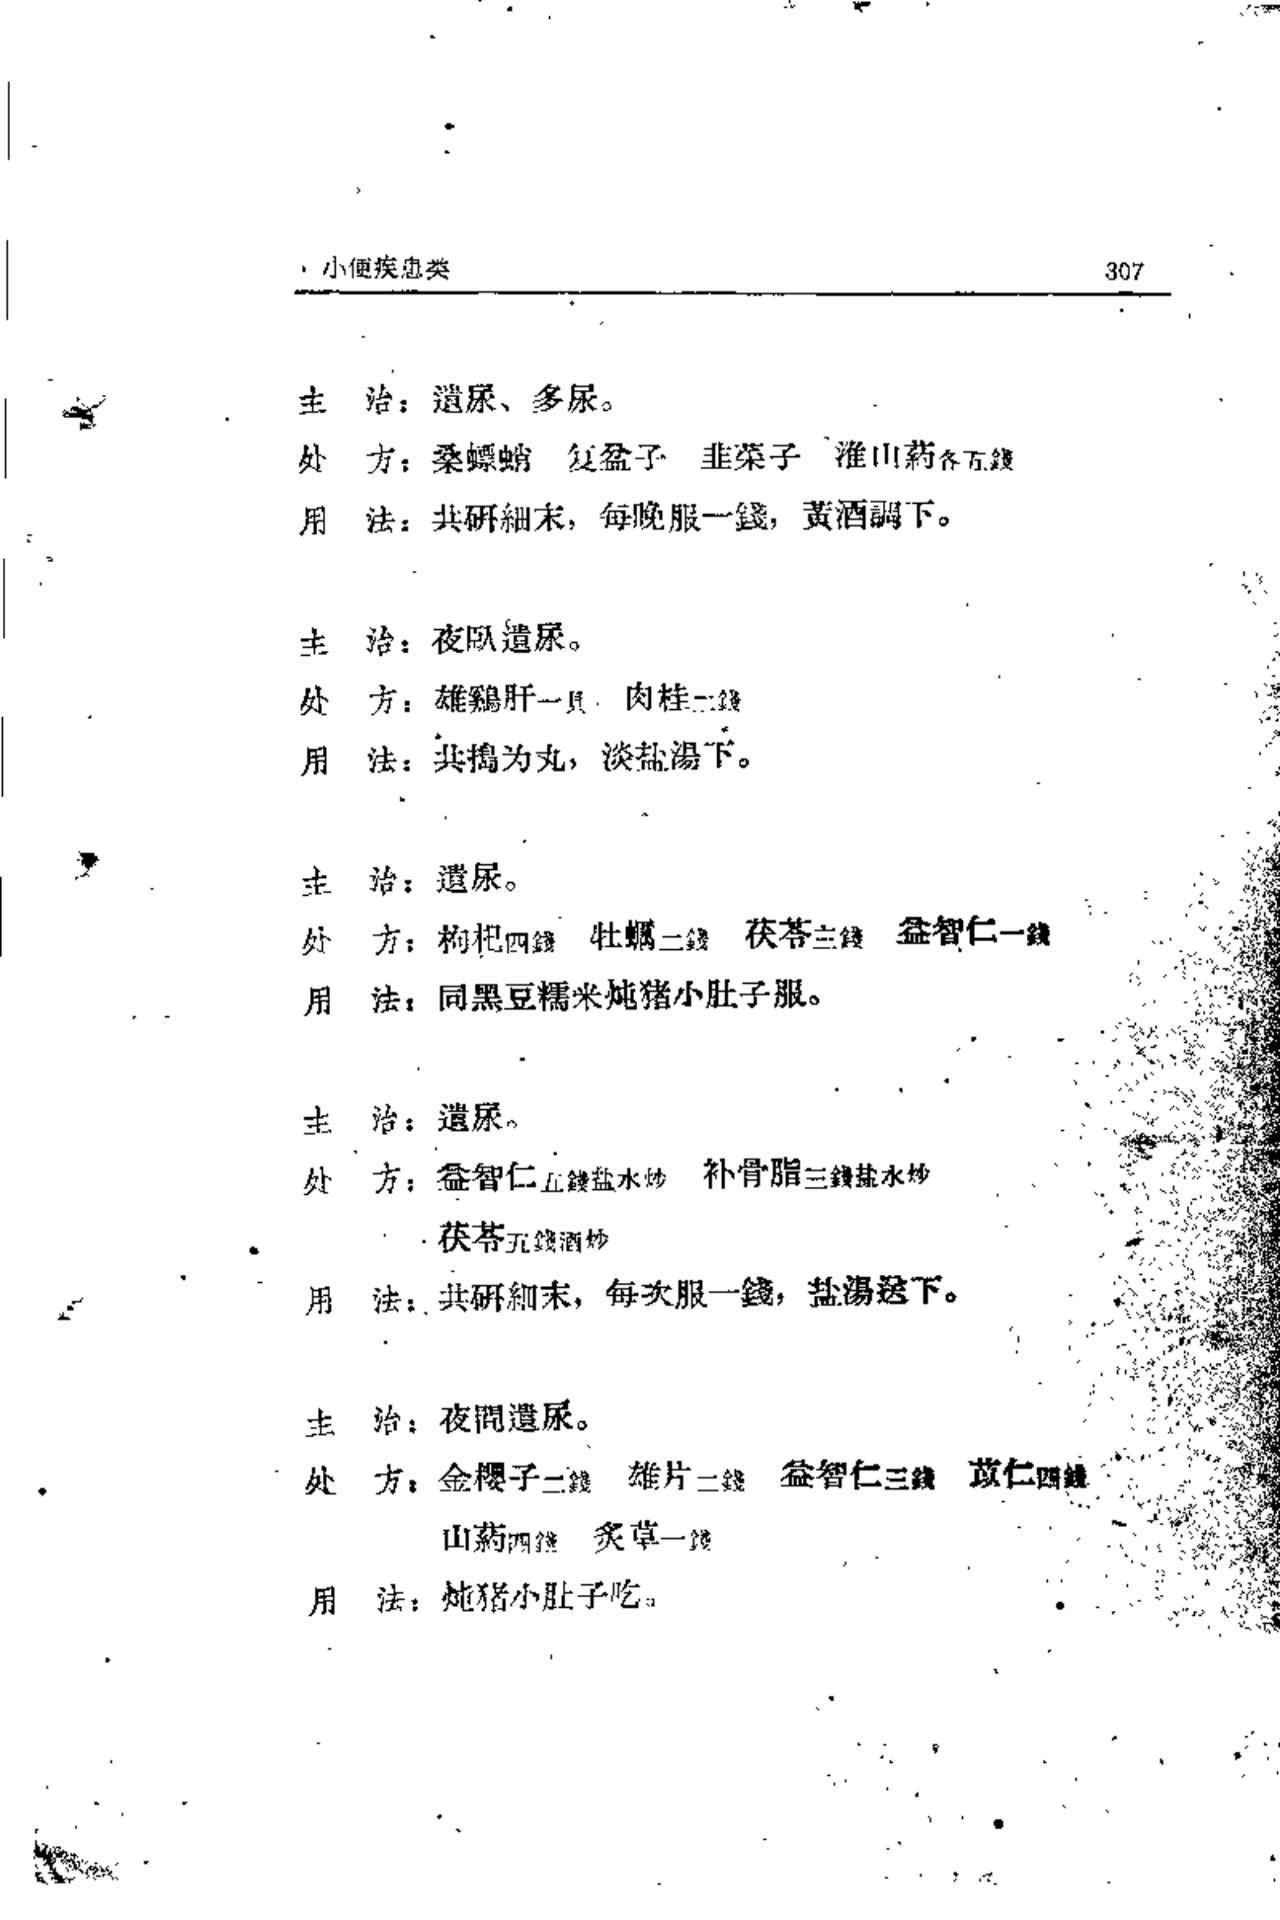 小便疾患类 307
主 治：遺尿、多尿。
处 方：桑螵蛸 复盆子 韭菜子 淮山葯各五錢
用 法：共研細末，每晚服一錢，黃酒調下。
主 治：夜臥遺尿。
处 方：雄鷄肝一具 肉桂二錢
用 法：共搗为丸，淡盐湯下。
主 治：遺尿。
处 方：枸杞四錢 牡蠣二錢 茯苓三錢 益智仁一錢
用 法：同黑豆糯米炖猪小肚子服。
主 治：遺尿。
处 方：益智仁五錢盐水炒 补骨脂三錢盐水炒
茯苓五錢酒炒
用 法：共研細末，每次服一錢，盐湯送下。
主 治：夜間遺尿。
处 方：金櫻子二錢 雄片二錢 益智仁三錢 苡仁四錢
山葯四錢 炙草一錢
用 法：炖猪小肚子吃。